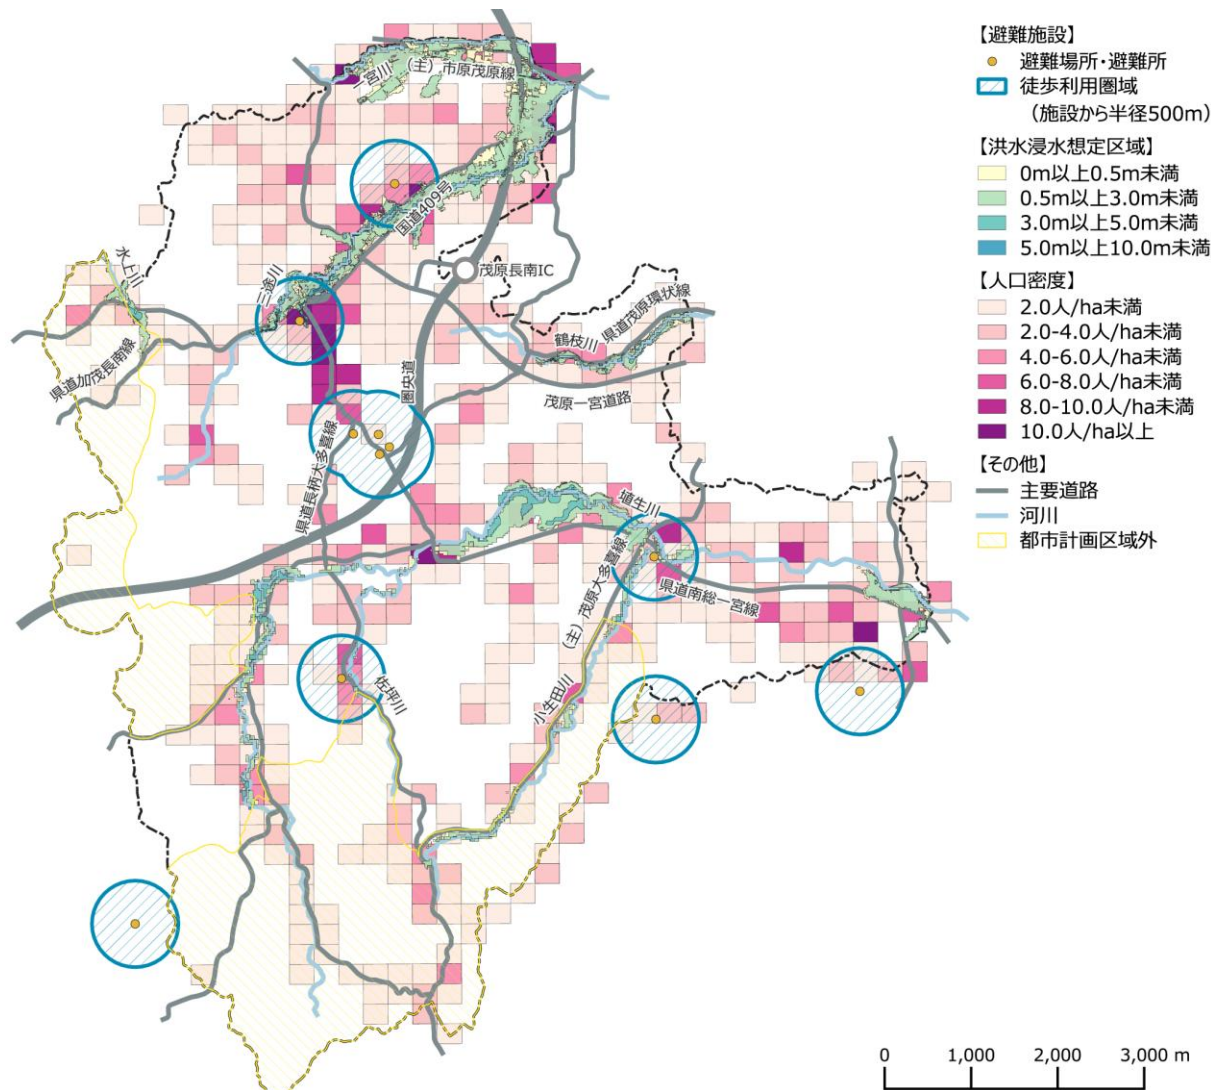 【避難施設】
避難場所・避難所
徒歩利用圏域
(施設から半径500m)
【洪水浸水想定区域】
0m以上0.5m未満
0.5m以上3.0m未満
3.0m以上5.0m未満
5.0m以上10.0m未満
【人口密度】
2.0人/ha未満
2.0-4.0人/ha未満
4.0-6.0人/ha未満
6.0-8.0人/ha未満
8.0-10.0人/ha未満
10.0人/ha以上
【その他】
主要道路
河川
都市計画区域外
一宮川
(主)市原茂原線
国道409号
水上川
三途川
茂原長南IC
県道加茂長南線
鶴枝川
県道茂原環状線
圏央道
茂原一宮道路
県道長柄大多喜線
埴生川
(主)茂原大多喜線
県道南総一宮線
佐坪川
小生田川
0 1,000 2,000 3,000 m